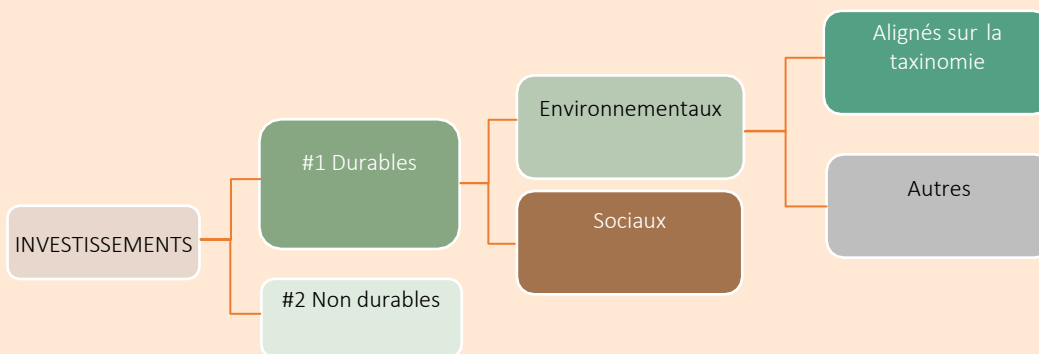 Alignés sur la
taxinomie
Environnementaux
#1 Durables
Autres
Sociaux
INVESTISSEMENTS
#2 Non durables